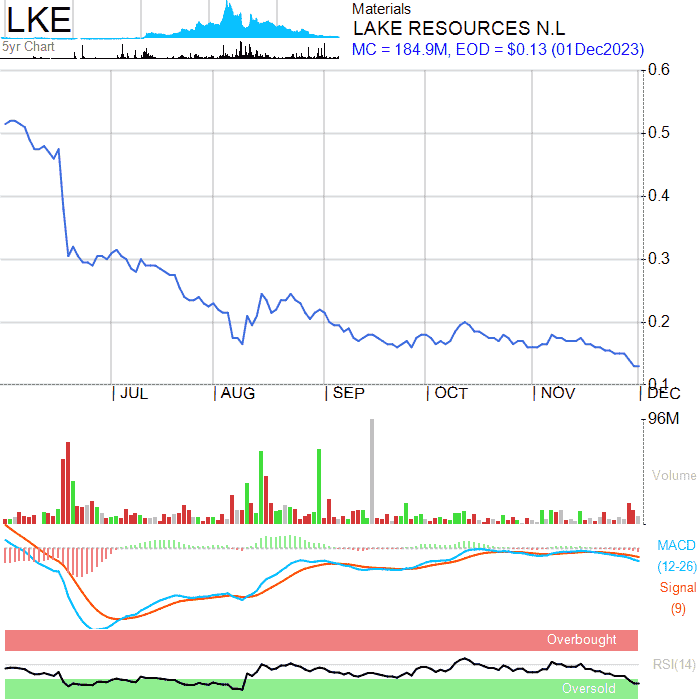 LKE
5yr Chart
Materials
LAKE RESOURCES N.L
MC = 184.9M, EOD = $0.13 (01Dec2023)
0.6
0.5
0.4
0.3
0.2
0.1
JUL AUG SEP OCT NOV DEC
96M
Volume
MACD
(12-26)
Signal
(9)
Overbought
RSI(14)
Oversold